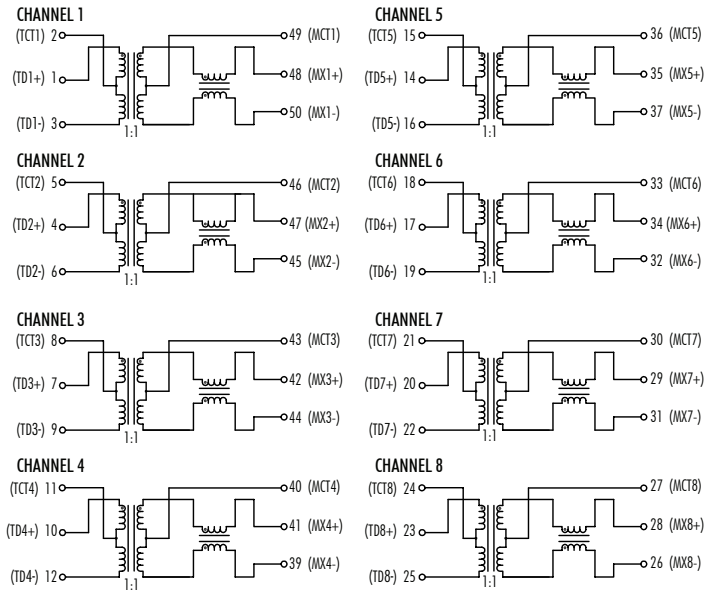 CHANNEL 1
(TCT1) 2
49 (MCT1)
(TD1+) 1
48 (MX1+)
50 (MX1-)
(TD1-) 3
1:1
CHANNEL 5
(TCT5) 15
36 (MCT5)
(TD5+) 14
35 (MX5+)
37 (MX5-)
(TD5-) 16
1:1
CHANNEL 2
(TCT2) 5
46 (MCT2)
(TD2+) 4
47 (MX2+)
45 (MX2-)
(TD2-) 6
1:1
CHANNEL 6
(TCT6) 18
33 (MCT6)
(TD6+) 17
34 (MX6+)
32 (MX6-)
(TD6-) 19
1:1
CHANNEL 3
(TCT3) 8
43 (MCT3)
(TD3+) 7
42 (MX3+)
44 (MX3-)
(TD3-) 9
1:1
CHANNEL 7
(TCT7) 21
30 (MCT7)
(TD7+) 20
29 (MX7+)
31 (MX7-)
(TD7-) 22
1:1
CHANNEL 4
(TCT4) 11
40 (MCT4)
(TD4+) 10
41 (MX4+)
39 (MX4-)
(TD4-) 12
1:1
CHANNEL 8
(TCT8) 24
27 (MCT8)
(TD8+) 23
28 (MX8+)
26 (MX8-)
(TD8-) 25
1:1